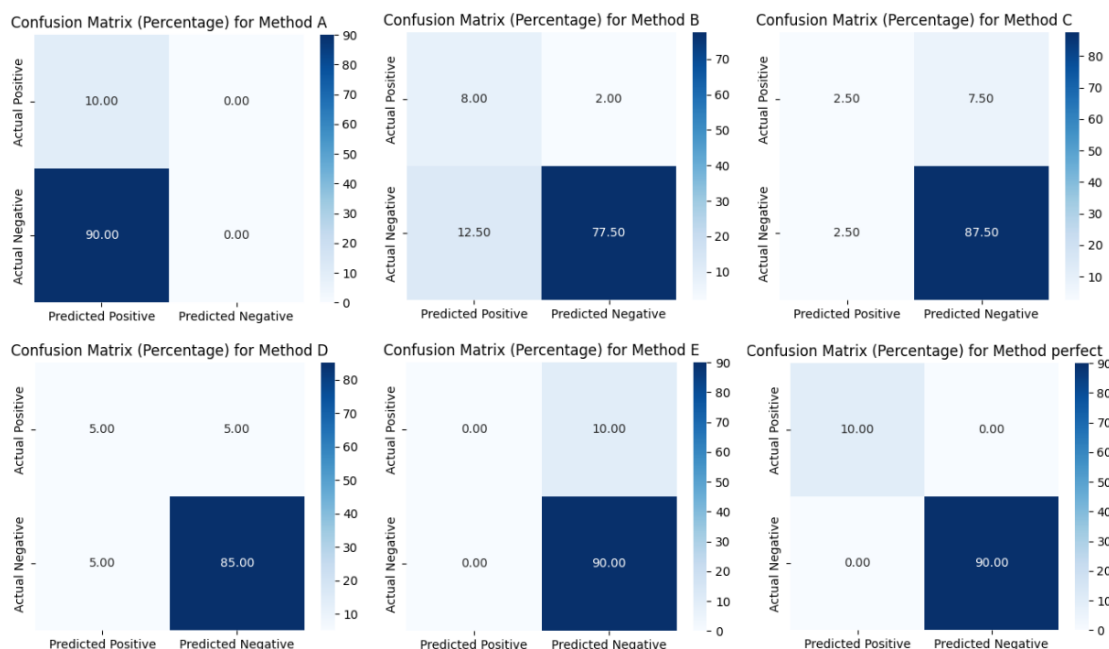 Confusion Matrix (Percentage) for Method A
Actual Positive
Actual Negative
10.00
0.00
90.00
0.00
Predicted Positive
Predicted Negative
90
80
70
60
50
40
30
20
10
0
Confusion Matrix (Percentage) for Method B
Actual Positive
Actual Negative
8.00
2.00
12.50
77.50
Predicted Positive
Predicted Negative
70
60
50
40
30
20
10
Confusion Matrix (Percentage) for Method C
Actual Positive
Actual Negative
2.50
7.50
2.50
87.50
Predicted Positive
Predicted Negative
80
70
60
50
40
30
20
10
Confusion Matrix (Percentage) for Method D
Actual Positive
Actual Negative
5.00
5.00
5.00
85.00
Predicted Positive
Predicted Negative
80
70
60
50
40
30
20
10
Confusion Matrix (Percentage) for Method E
Actual Positive
Actual Negative
0.00
10.00
0.00
90.00
Predicted Positive
Predicted Negative
90
80
70
60
50
40
30
20
10
0
Confusion Matrix (Percentage) for Method perfect
Actual Positive
Actual Negative
10.00
0.00
0.00
90.00
Predicted Positive
Predicted Negative
90
80
70
60
50
40
30
20
10
0